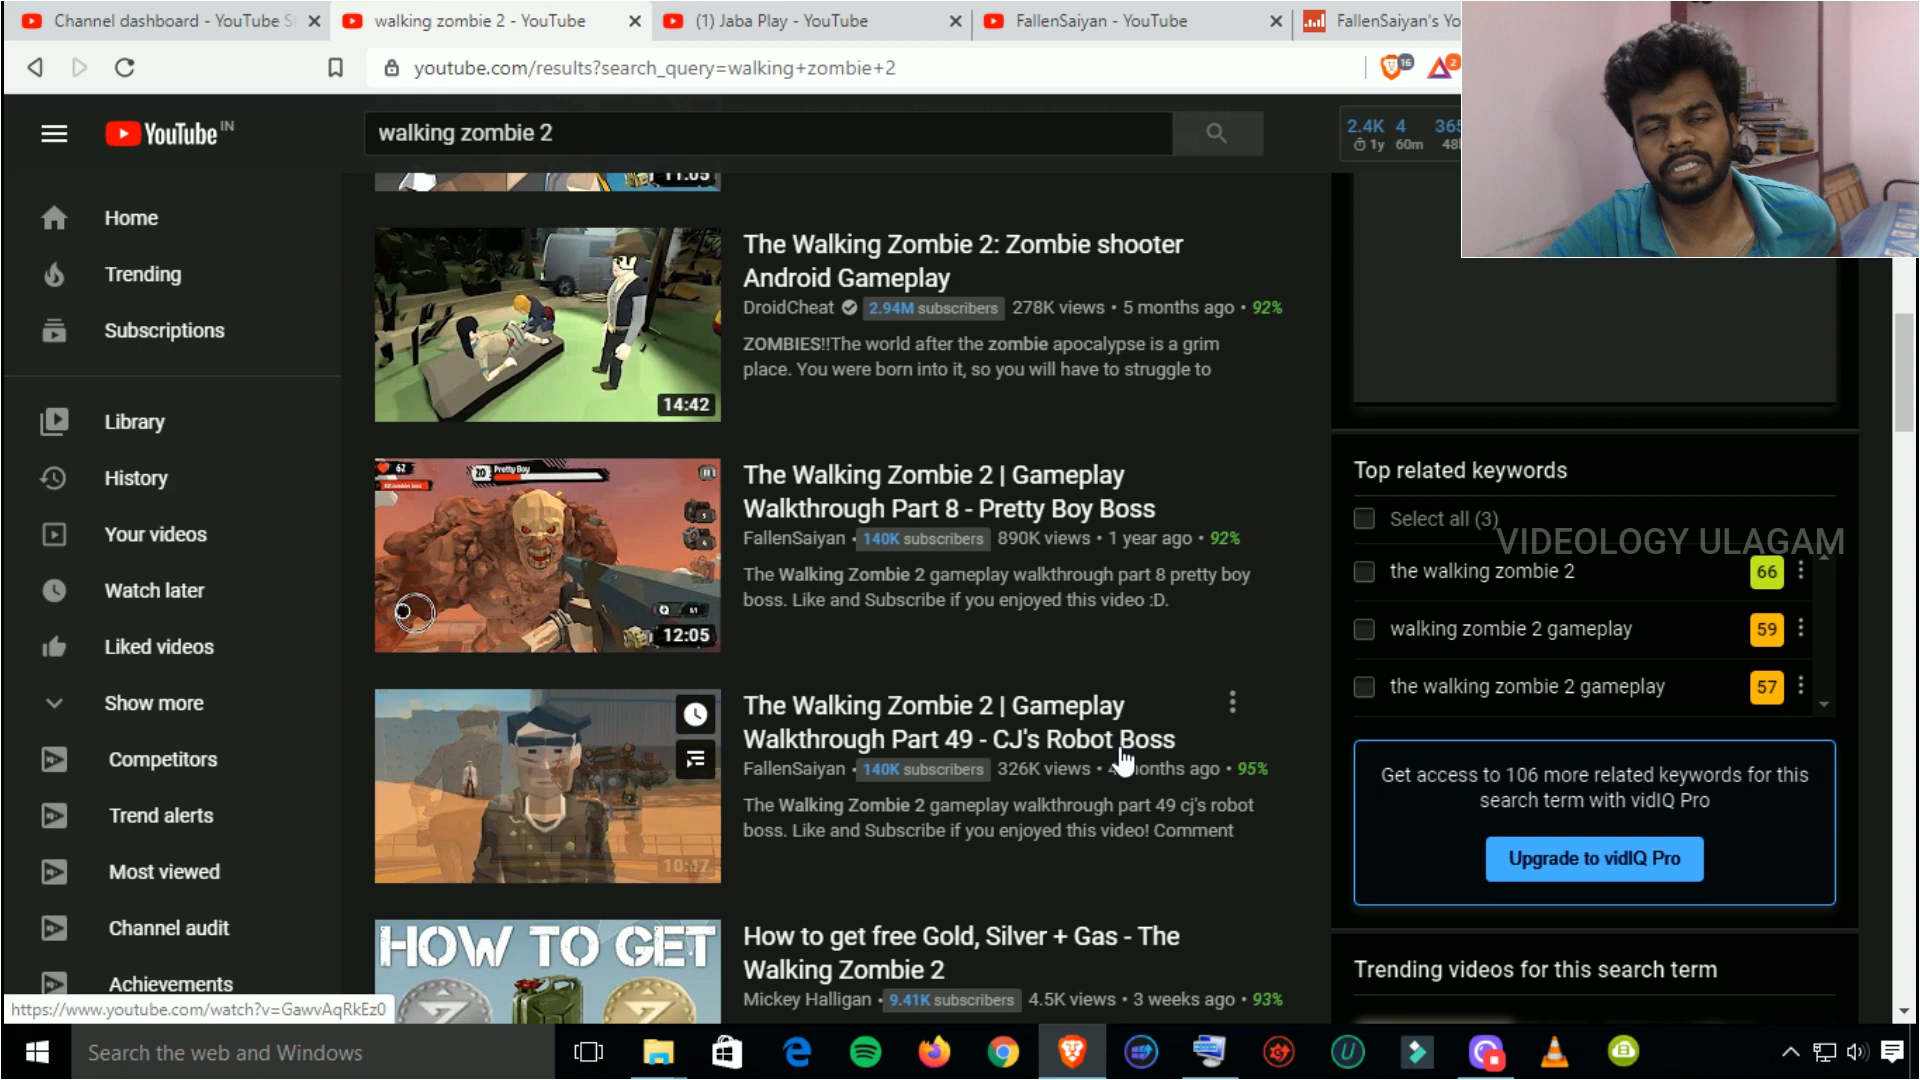 Channel dashboard - YouTube S
walking zombie 2 - YouTube
(1) Jaba Play - YouTube
FallenSaiyan - YouTube
FallenSaiyan's Yo
youtube.com/results?search_query=walking+zombie+2
16
2
YouTube IN
walking zombie 2
2.4K 4 365
1y 60m 48
Home
Trending
Subscriptions
Library
History
Your videos
Watch later
Liked videos
Show more
Competitors
Trend alerts
Most viewed
Channel audit
Achievements
11:05
The Walking Zombie 2: Zombie shooter
Android Gameplay
DroidCheat 2.94M subscribers 278K views • 5 months ago • 92%
ZOMBIES!!The world after the zombie apocalypse is a grim
place. You were born into it, so you will have to struggle to
14:42
62
20 Pretty Boy
12:05
The Walking Zombie 2 | Gameplay
Walkthrough Part 8 - Pretty Boy Boss
FallenSaiyan • 140K subscribers 890K views • 1 year ago • 92%
The Walking Zombie 2 gameplay walkthrough part 8 pretty boy
boss. Like and Subscribe if you enjoyed this video :D.
10:47
The Walking Zombie 2 | Gameplay
Walkthrough Part 49 - CJ's Robot Boss
FallenSaiyan • 140K subscribers 326K views • 4 months ago • 95%
The Walking Zombie 2 gameplay walkthrough part 49 cj's robot
boss. Like and Subscribe if you enjoyed this video! Comment
HOW TO GET
How to get free Gold, Silver + Gas - The
Walking Zombie 2
Mickey Halligan • 9.41K subscribers 4.5K views • 3 weeks ago • 93%
Top related keywords
Select all (3)
VIDEOLOGY ULAGAM
the walking zombie 2 66
walking zombie 2 gameplay 59
the walking zombie 2 gameplay 57
Get access to 106 more related keywords for this
search term with vidIQ Pro
Upgrade to vidIQ Pro
Trending videos for this search term
https://www.youtube.com/watch?v=GawvAqRkEz0
Search the web and Windows